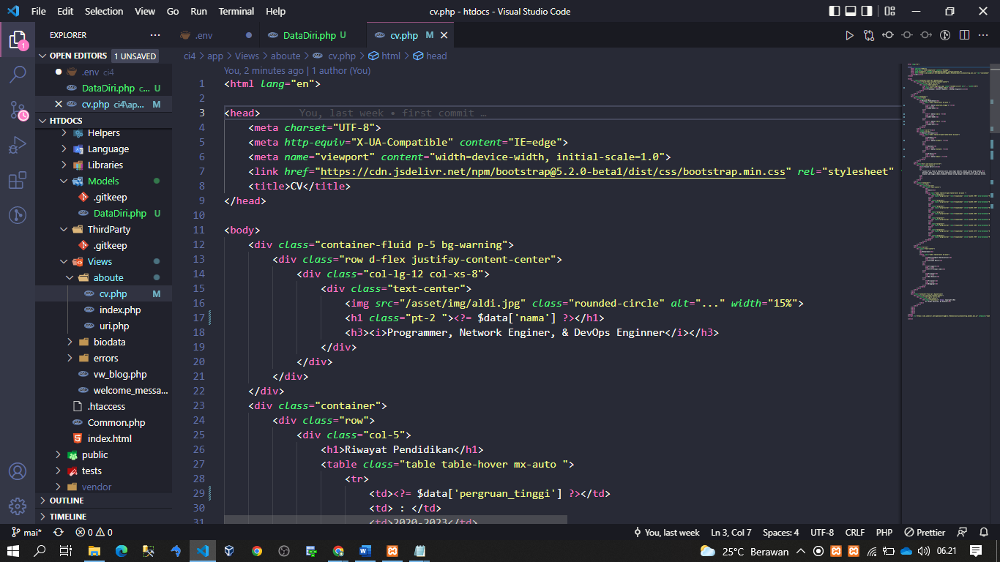 File Edit Selection View Go Run Terminal Help
cv.php - htdocs - Visual Studio Code
EXPLORER
.env
DataDiri.php U
cv.php M
OPEN EDITORS 1 UNSAVED
.env ci4
DataDiri.php c... U
cv.php ci4\ap... M
HTDOCS
Helpers
Language
Libraries
Models
.gitkeep
DataDiri.php U
ThirdParty
.gitkeep
Views
aboute
cv.php M
index.php
uri.php
biodata
errors
vw_blog.php
welcome_messa...
.htaccess
Common.php
index.html
public
tests
vendor
OUTLINE
TIMELINE
1
ci4 > app > Views > aboute > cv.php > html > head
You, 2 minutes ago | 1 author (You)
1 <html lang="en">
2
3 <head> You, last week • first commit …
4 <meta charset="UTF-8">
5 <meta http-equiv="X-UA-Compatible" content="IE=edge">
6 <meta name="viewport" content="width=device-width, initial-scale=1.0">
7 <link href="https://cdn.jsdelivr.net/npm/bootstrap@5.2.0-beta1/dist/css/bootstrap.min.css" rel="stylesheet"
8 <title>CV</title>
9 </head>
10
11 <body>
12 <div class="container-fluid p-5 bg-warning">
13 <div class="row d-flex justifay-content-center">
14 <div class="col-lg-12 col-xs-8">
15 <div class="text-center">
16 <img src="/asset/img/aldi.jpg" class="rounded-circle" alt="..." width="15%">
17 <h1 class="pt-2 "><?= $data['nama'] ?></h1>
18 <h3><i>Programmer, Network Enginer, & DevOps Enginner</i></h3>
19 </div>
20 </div>
21 </div>
22 </div>
23 <div class="container">
24 <div class="row">
25 <div class="col-5">
26 <h1>Riwayat Pendidikan</h1>
27 <table class="table table-hover mx-auto ">
28 <tr>
29 <td><?= $data['pergruan_tinggi'] ?></td>
30 <td> : </td>
31 <td>2020-2023</td>
mai* 0 0
You, last week Ln 3, Col 7 Spaces: 4 UTF-8 CRLF PHP Prettier
25°C Berawan 06.21